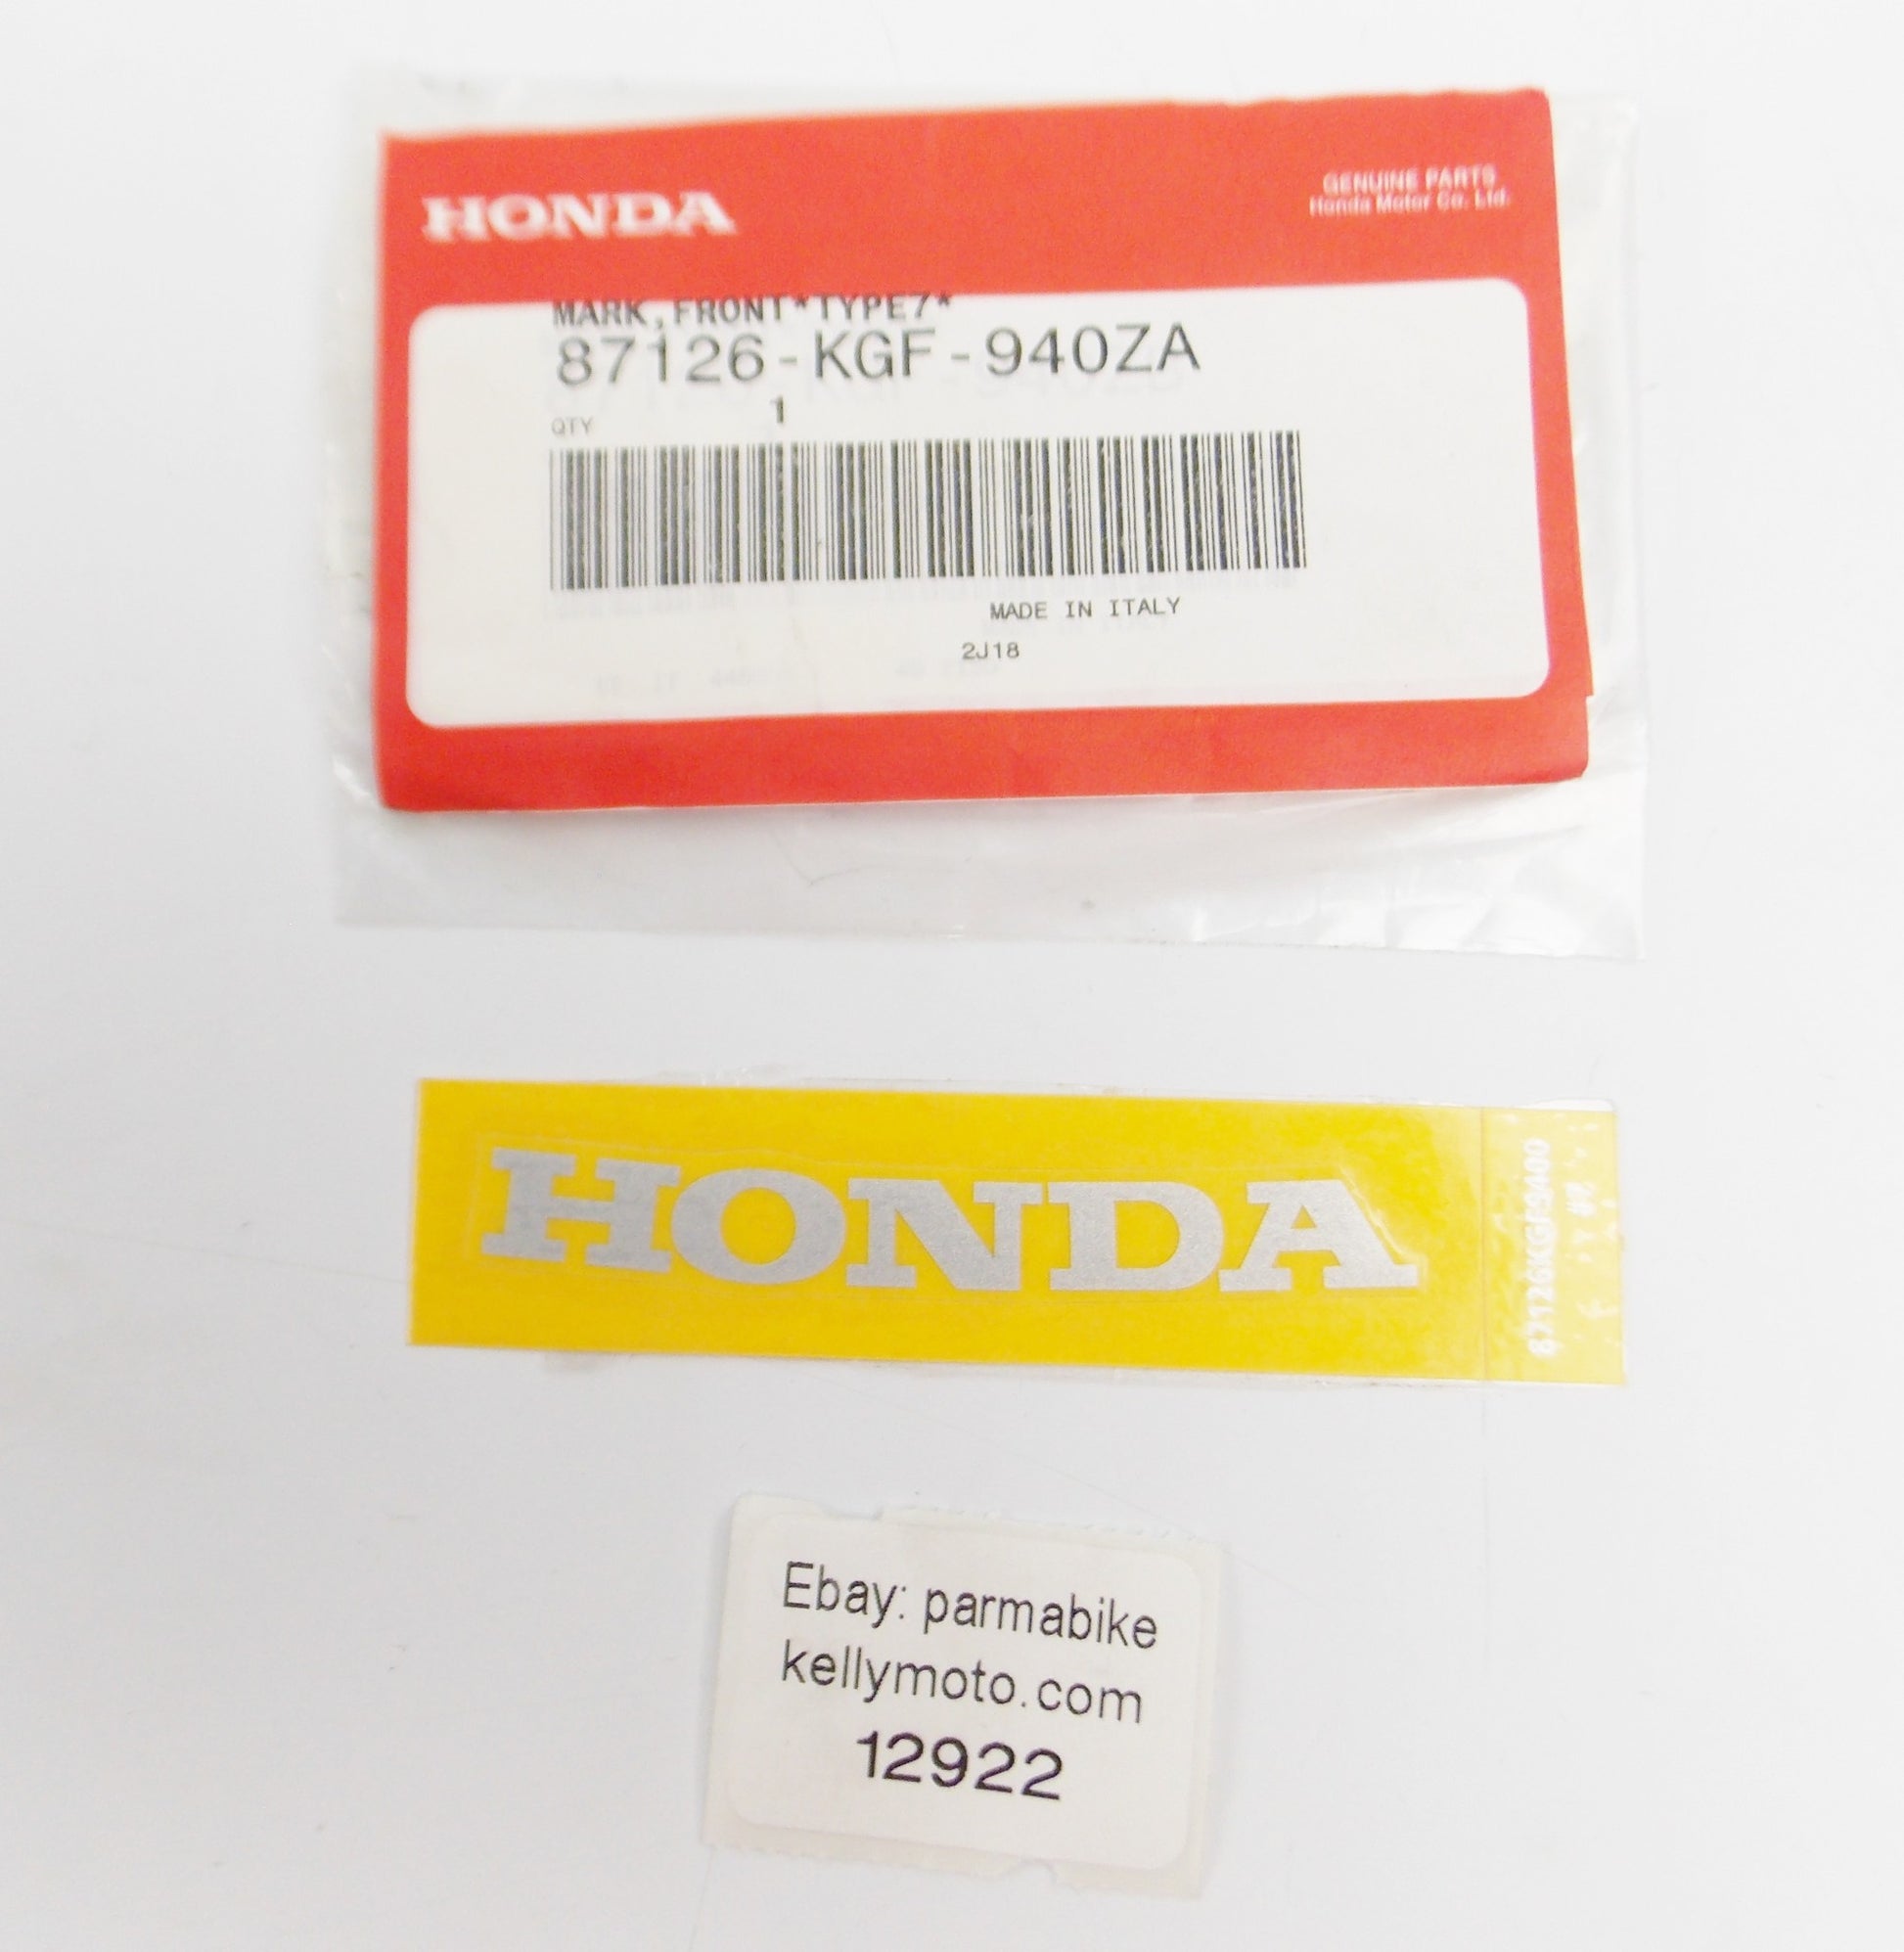 HONDA
GENUINE PARTS
Honda Motor Co. Ltd.
MARK,FRONT*TYPE7*
87126-KGF-940ZA
1
QTY
MADE IN ITALY
2J18
HONDA
87126KGF9400
Ebay: parmabike
kellymoto.com
12922